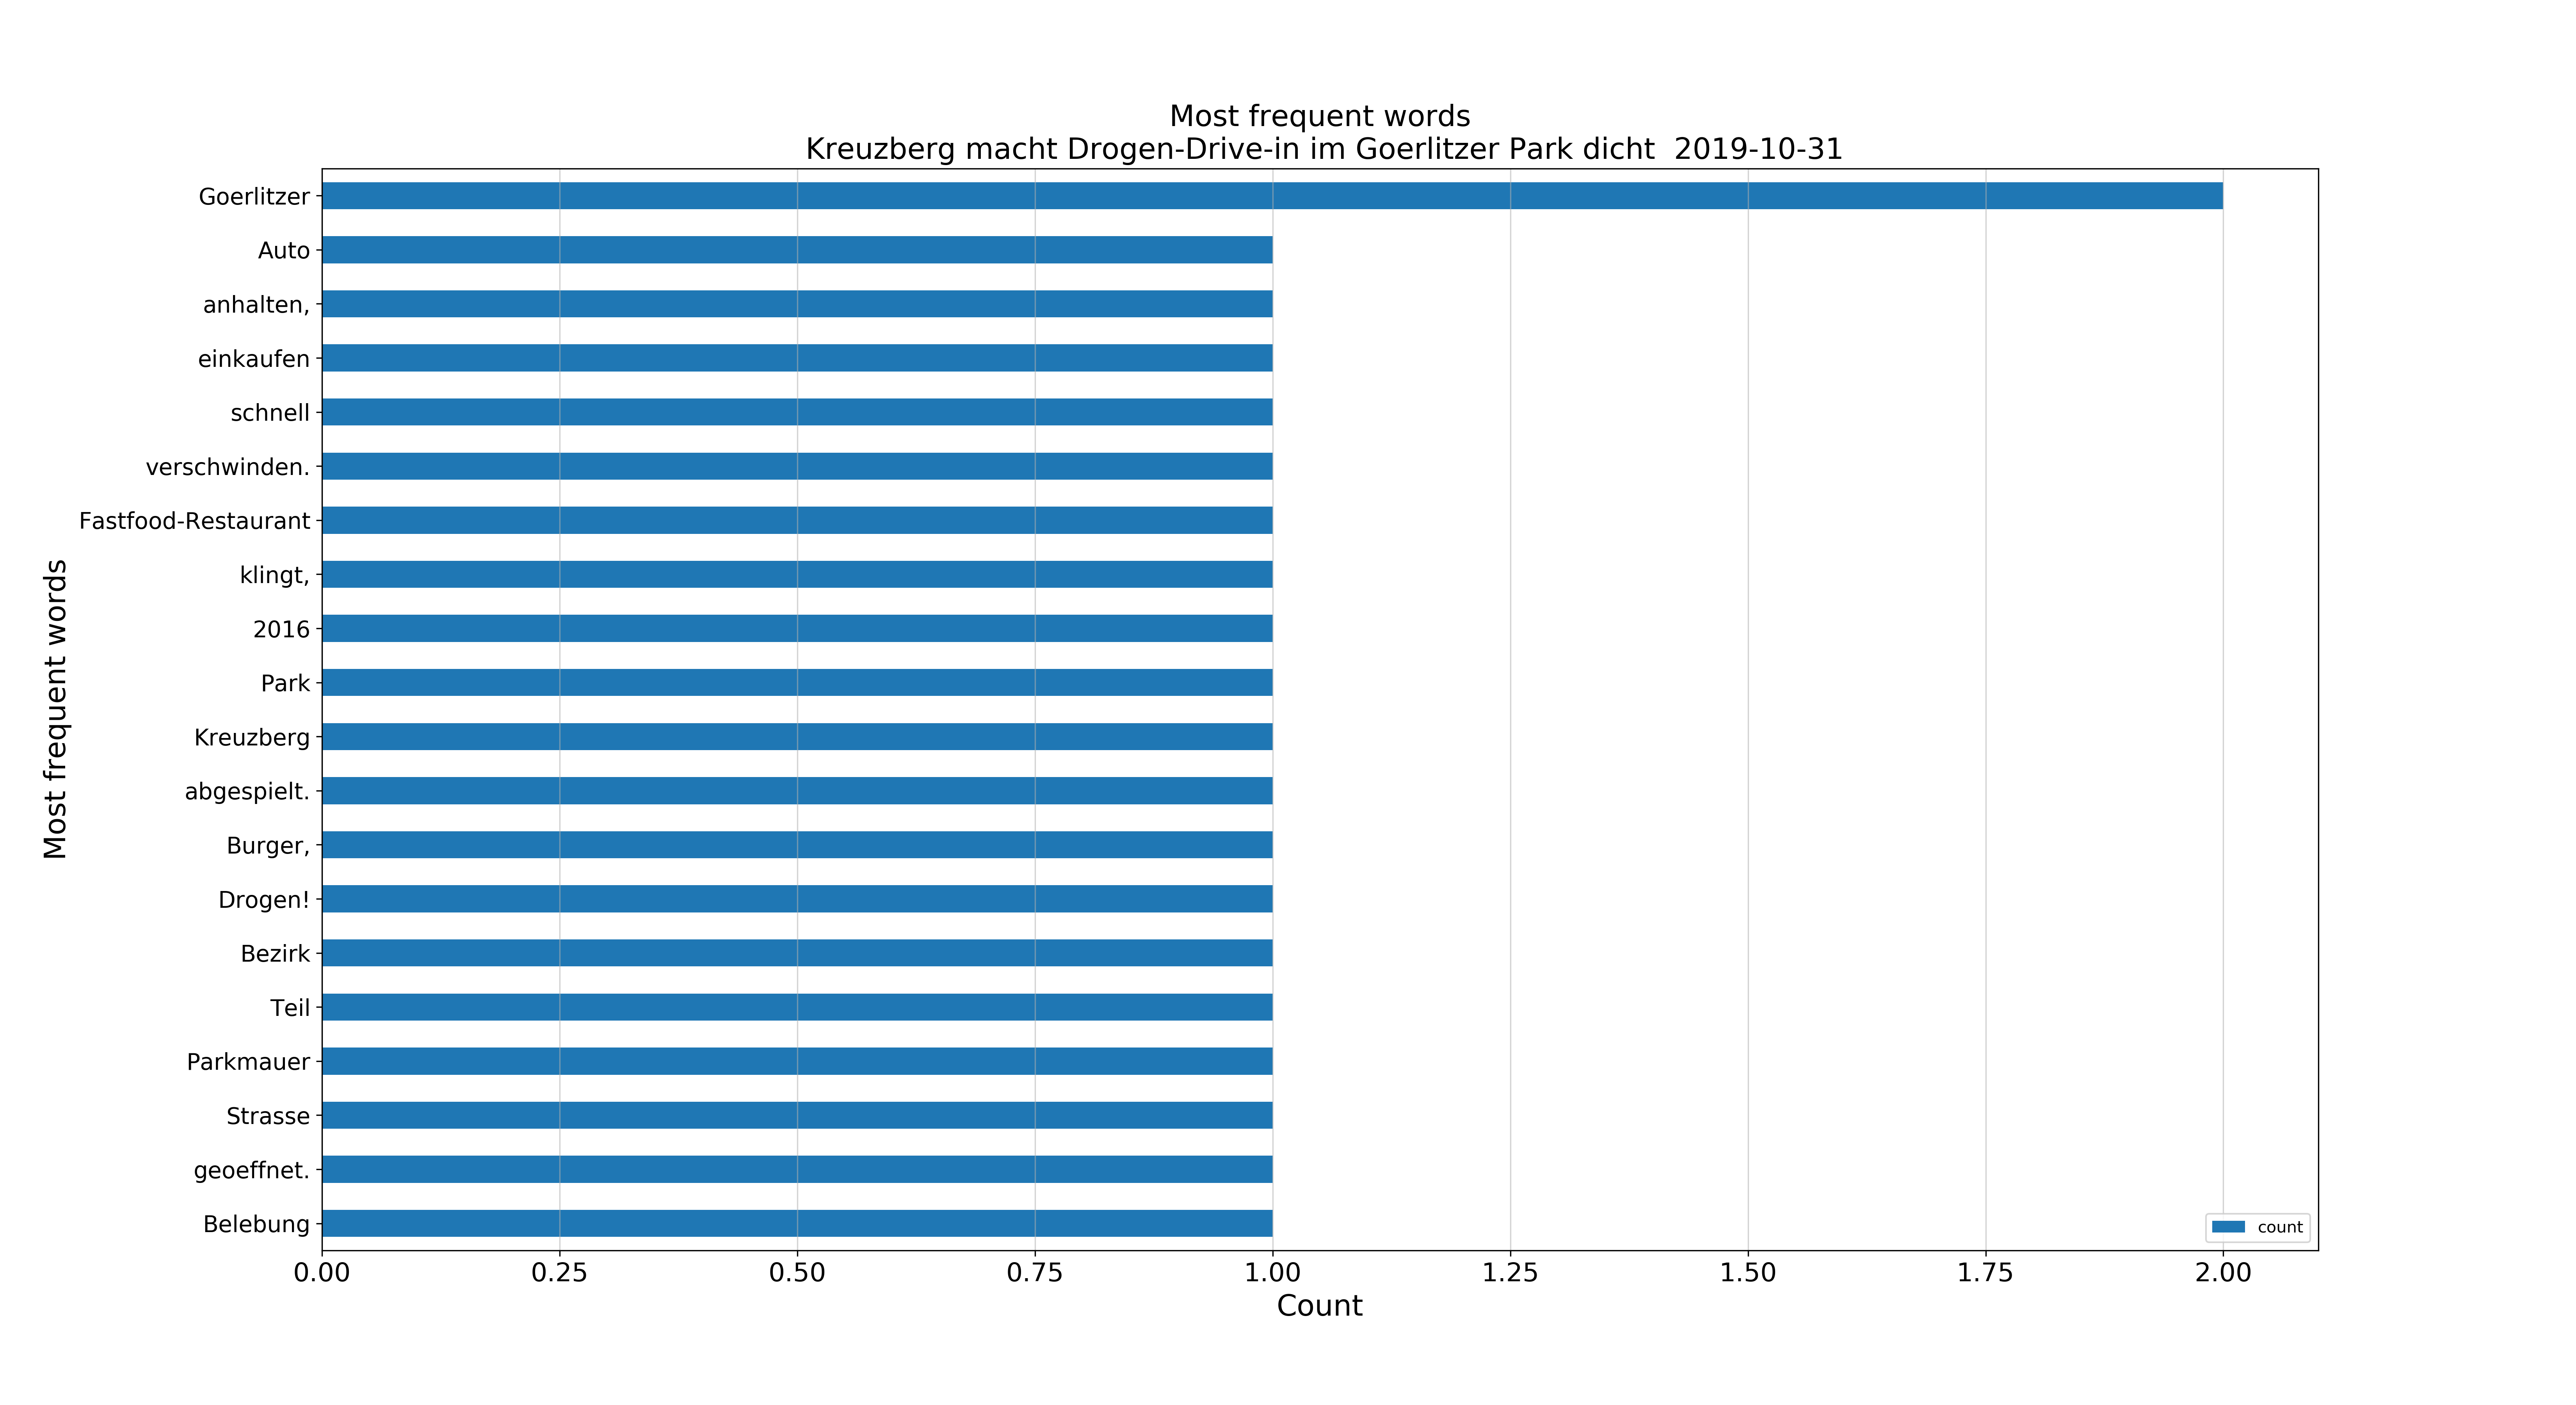 Most frequent words
Kreuzberg macht Drogen-Drive-in im Goerlitzer Park dicht  2019-10-31
Most frequent words
Goerlitzer
Auto
anhalten,
einkaufen
schnell
verschwinden.
Fastfood-Restaurant
klingt,
2016
Park
Kreuzberg
abgespielt.
Burger,
Drogen!
Bezirk
Teil
Parkmauer
Strasse
geoeffnet.
Belebung
count
0.00 0.25 0.50 0.75 1.00 1.25 1.50 1.75 2.00
Count